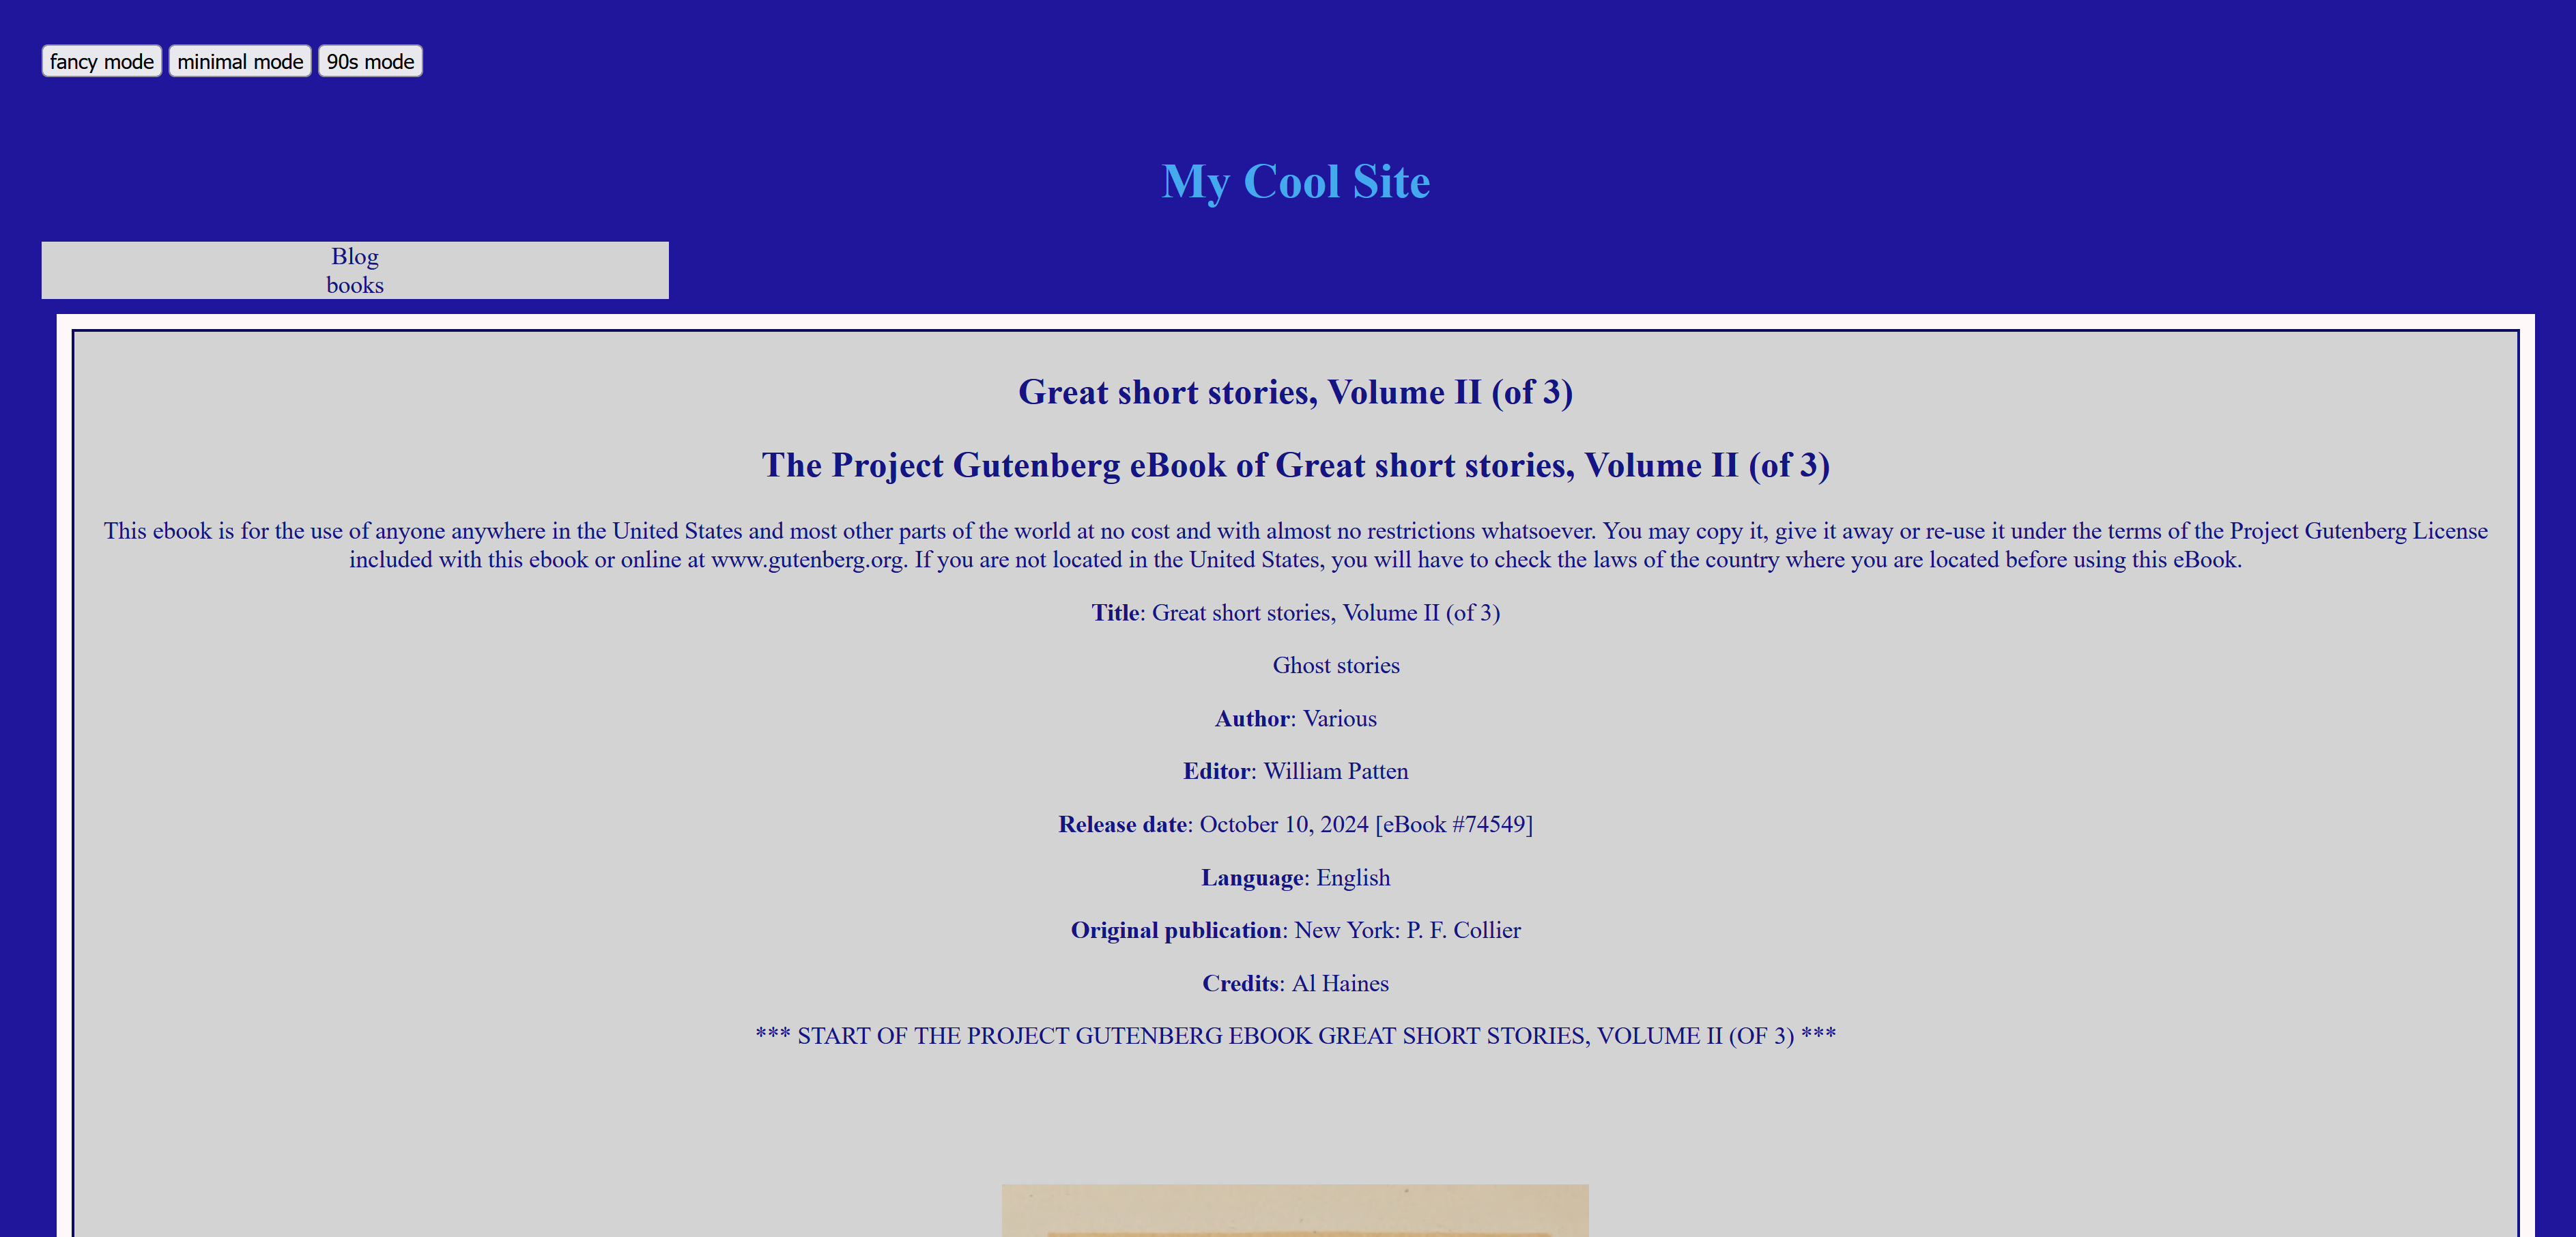 fancy mode minimal mode 90s mode
My Cool Site
Blog
books
Great short stories, Volume II (of 3)
The Project Gutenberg eBook of Great short stories, Volume II (of 3)
This ebook is for the use of anyone anywhere in the United States and most other parts of the world at no cost and with almost no restrictions whatsoever. You may copy it, give it away or re-use it under the terms of the Project Gutenberg License
included with this ebook or online at www.gutenberg.org. If you are not located in the United States, you will have to check the laws of the country where you are located before using this eBook.
Title: Great short stories, Volume II (of 3)
Ghost stories
Author: Various
Editor: William Patten
Release date: October 10, 2024 [eBook #74549]
Language: English
Original publication: New York: P. F. Collier
Credits: Al Haines
*** START OF THE PROJECT GUTENBERG EBOOK GREAT SHORT STORIES, VOLUME II (OF 3) ***